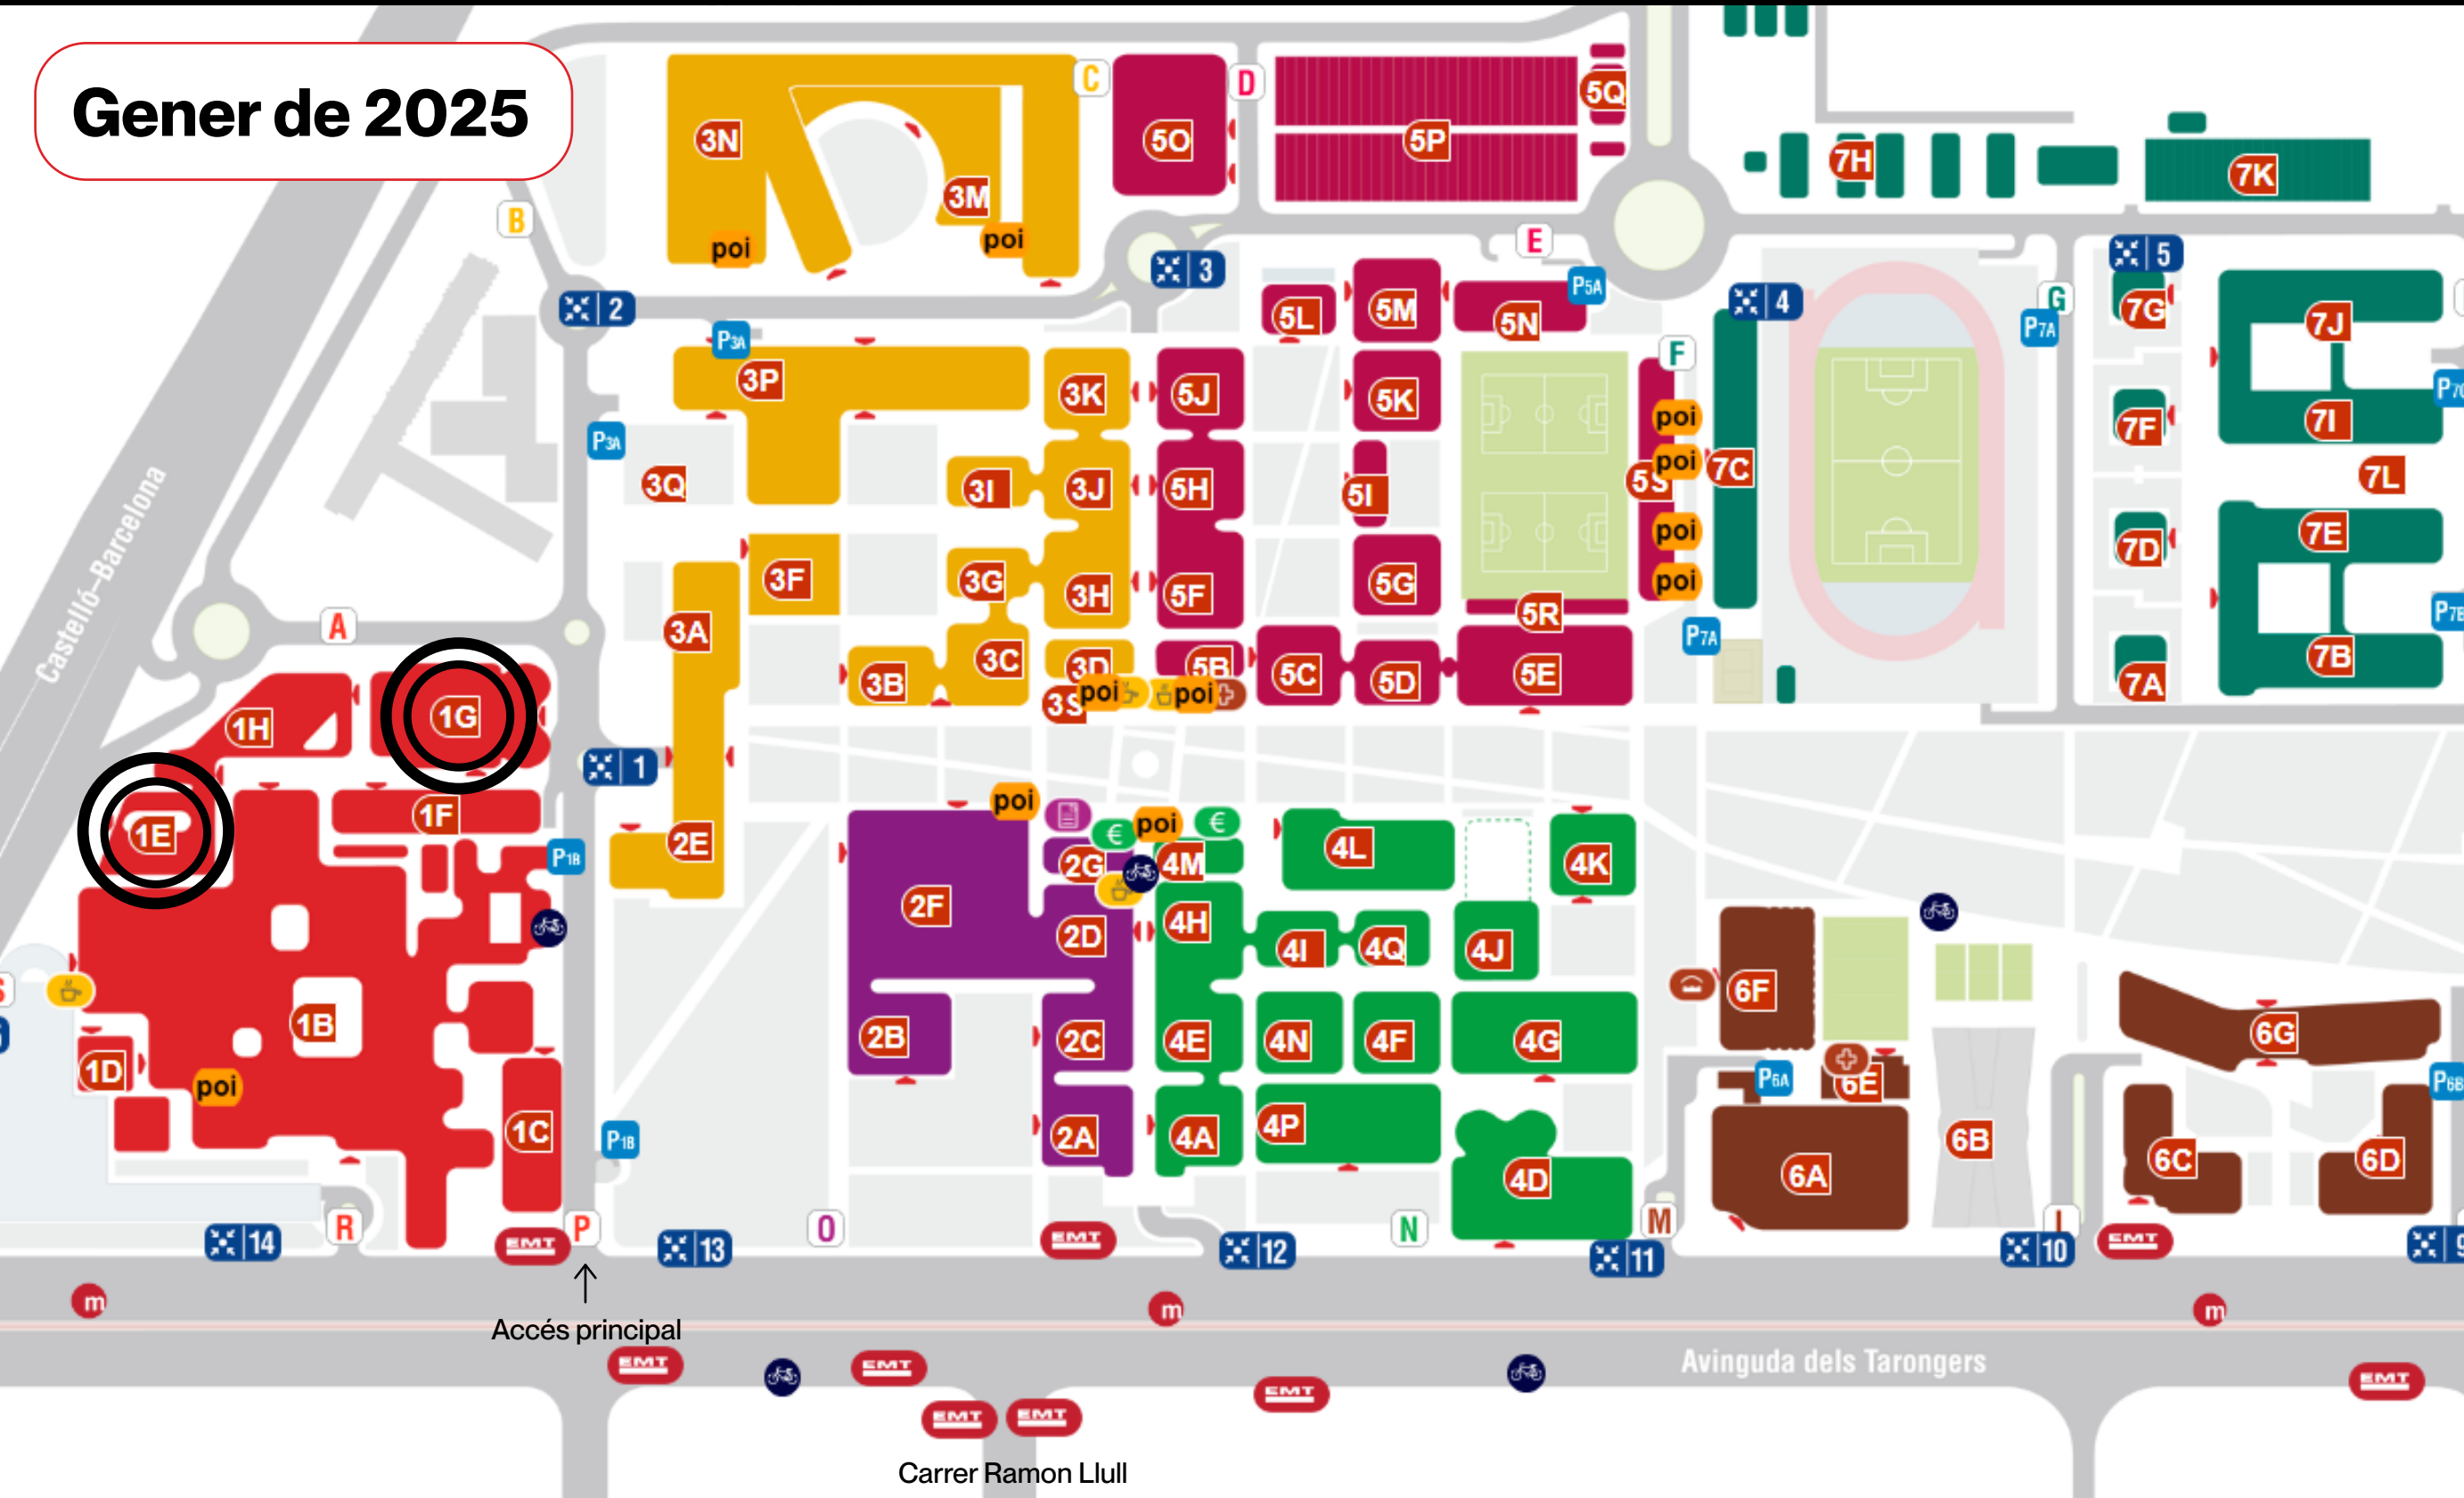 Gener de 2025
C
D
5Q
3N
5O
5P
3M
7H
7K
B
poi
poi
E
3
5
2
5L
5M
5N
P5A
4
G
7G
7J
P3A
P7A
F
3P
3K
5J
5K
P3A
poi
7F
7I
P7C
3Q
3I
3J
5H
5I
5S
poi
7C
7L
Castelló–Barcelona
poi
7D
7E
3F
3G
3H
5F
5G
poi
5R
A
3A
P7A
P7B
3B
3C
3D
5B
5C
5D
5E
7A
7B
3S
poi
poi
1H
1G
1
1E
1F
2E
P1B
poi
€
poi
€
2G
4M
4L
4K
2F
2D
4H
4I
4Q
4J
S
6F
1B
2B
2C
4E
4N
4F
4G
6G
1D
poi
P6A
6E
P6B
1C
P1B
2A
4A
4P
4D
6A
6B
6C
6D
R
P
O
N
M
14
EMT
13
EMT
12
11
10
EMT
9
m
m
m
Accés principal
EMT
EMT
EMT
Avinguda dels Tarongers
EMT
EMT
EMT
Carrer Ramon Llull